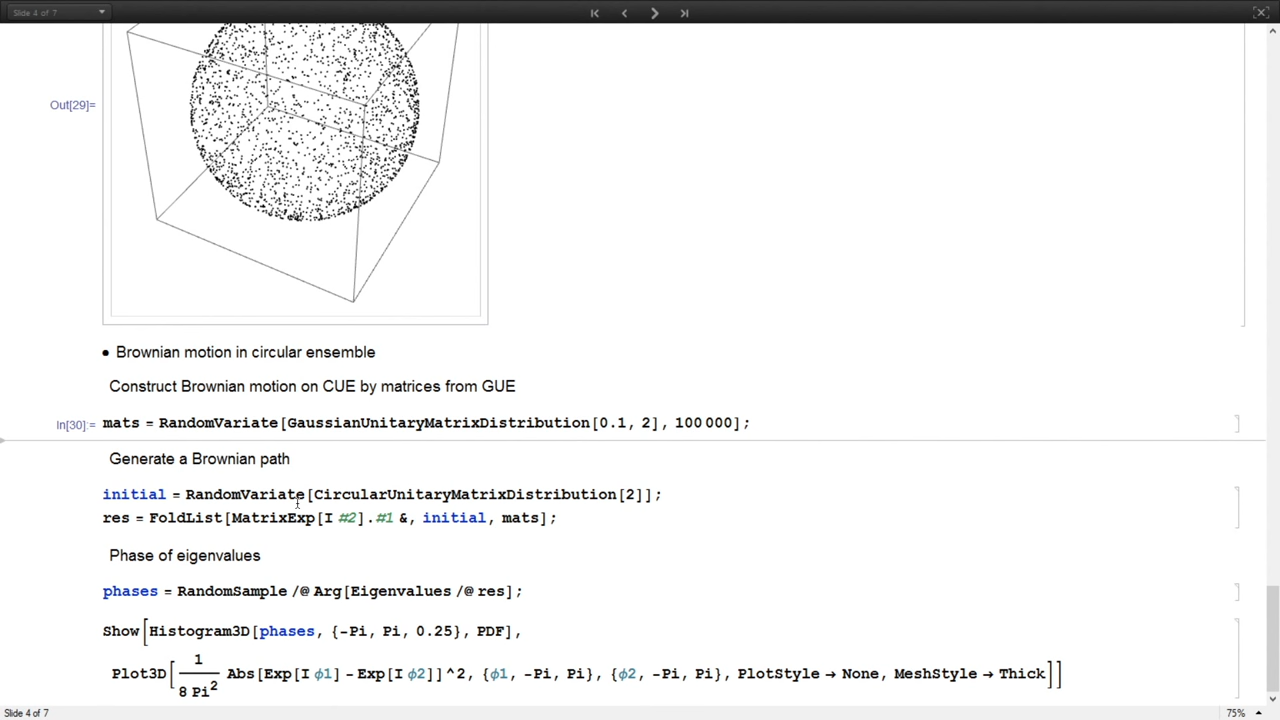 Slide 4 of 7
Out[29]=
• Brownian motion in circular ensemble
Construct Brownian motion on CUE by matrices from GUE
In[30]:= mats = RandomVariate[GaussianUnitaryMatrixDistribution[0.1, 2], 100 000];
Generate a Brownian path
initial = RandomVariate[CircularUnitaryMatrixDistribution[2]];
res = FoldList[MatrixExp[I #2].#1 &, initial, mats];
Phase of eigenvalues
phases = RandomSample /@ Arg[Eigenvalues /@ res];
Show[Histogram3D[phases, {-Pi, Pi, 0.25}, PDF],
Plot3D[1/(8 Pi^2) Abs[Exp[I ϕ1] - Exp[I ϕ2]]^2, {ϕ1, -Pi, Pi}, {ϕ2, -Pi, Pi}, PlotStyle → None, MeshStyle → Thick]]
Slide 4 of 7
75%